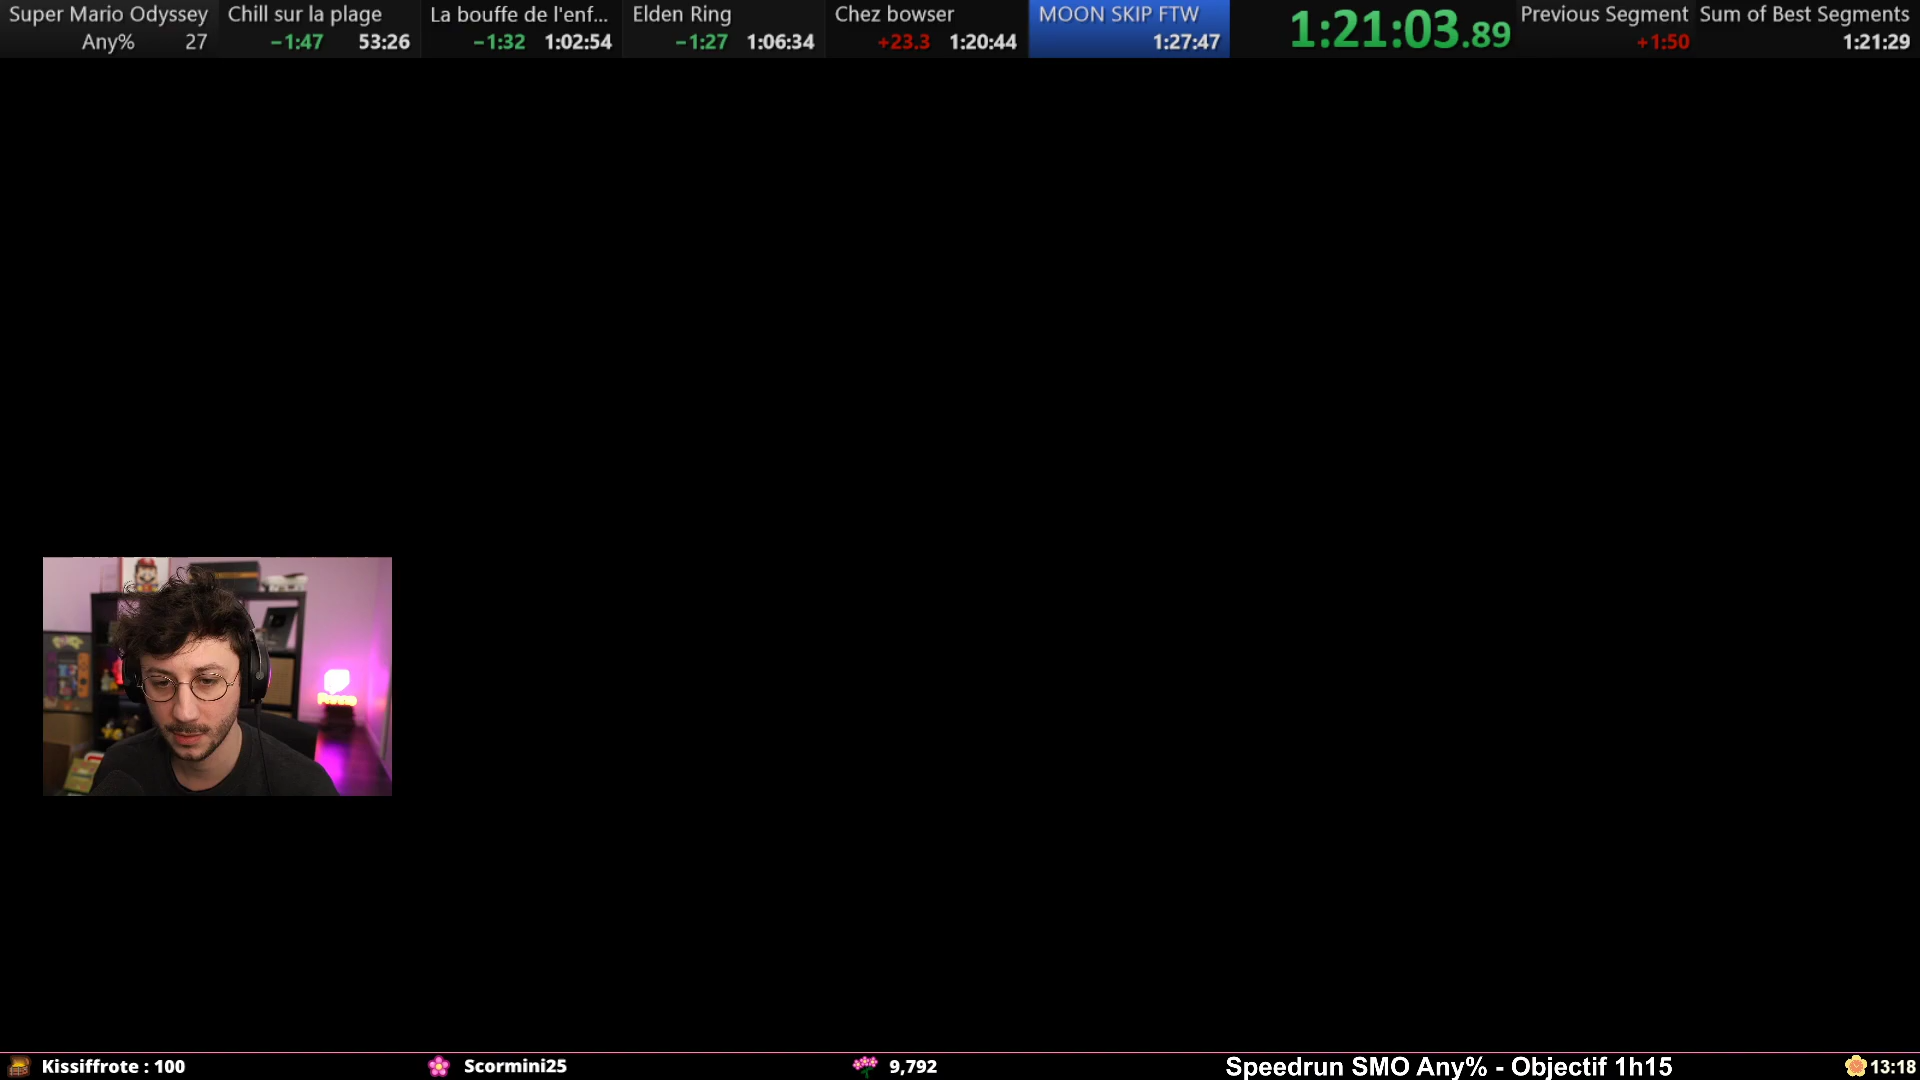 Super Mario Odyssey
Any% 27
Chill sur la plage
−1:47 53:26
La bouffe de l'enf...
−1:32 1:02:54
Elden Ring
−1:27 1:06:34
Chez bowser
+23.3 1:20:44
MOON SKIP FTW
1:27:47
1:21:03.89
Previous Segment
+1:50
Sum of Best Segments
1:21:29
Kissiffrote : 100
Scormini25
9,792
Speedrun SMO Any% - Objectif 1h15
13:18